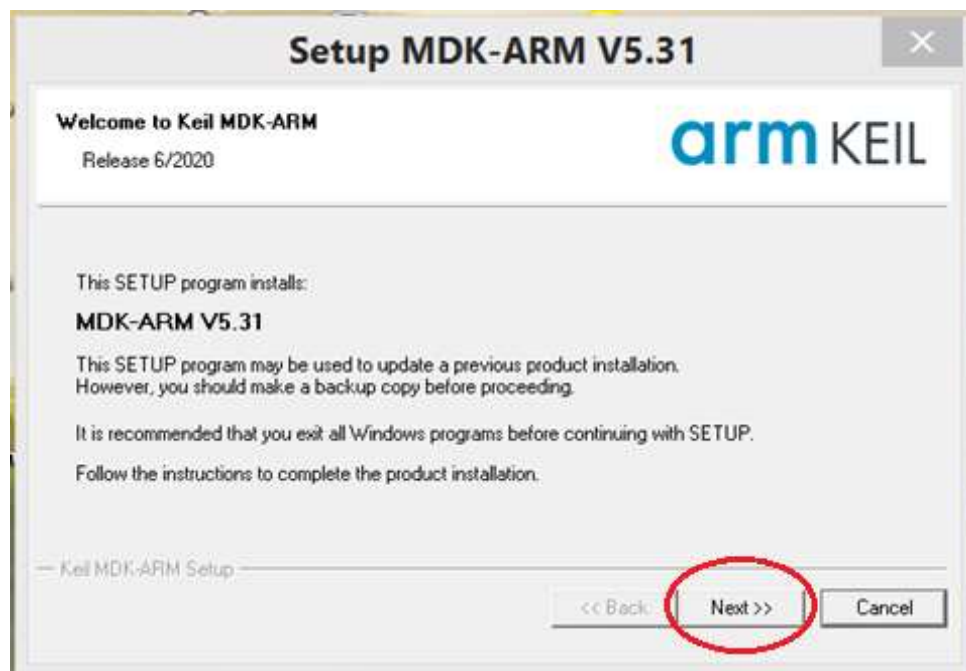 Setup MDK-ARM V5.31
Welcome to Keil MDK-ARM
Release 6/2020
arm KEIL
This SETUP program installs:
MDK-ARM V5.31
This SETUP program may be used to update a previous product installation.
However, you should make a backup copy before proceeding.
It is recommended that you exit all Windows programs before continuing with SETUP.
Follow the instructions to complete the product installation.
Keil MDK-ARM Setup
<< Back Next >> Cancel